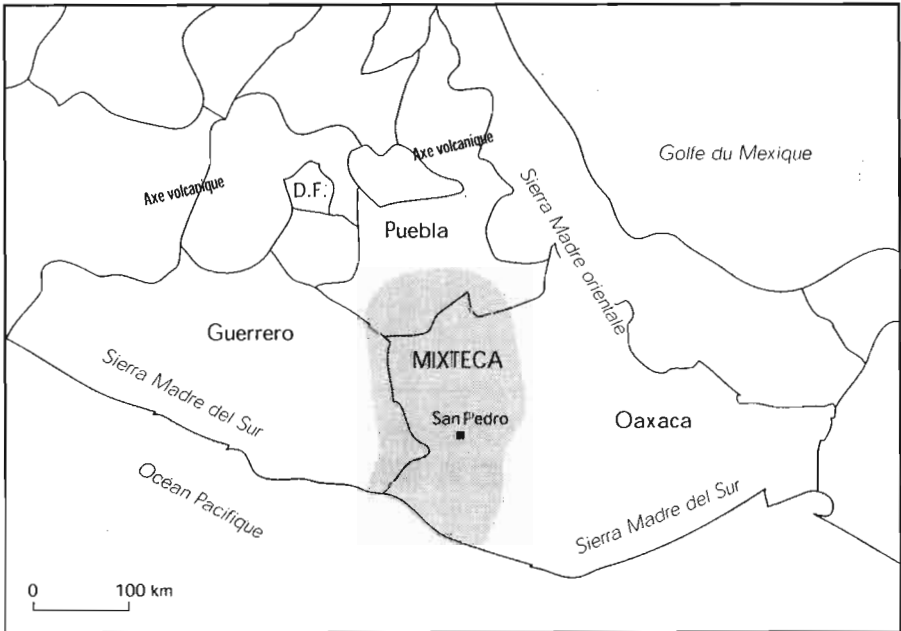 Golfe du Mexique
Axe volcanique
Axe volcanique
D.F.
Sierra Madre orientale
Puebla
Guerrero
MIXTECA
Sierra Madre del Sur
San Pedro
Oaxaca
Océan Pacifique
Sierra Madre del Sur
0 100 km